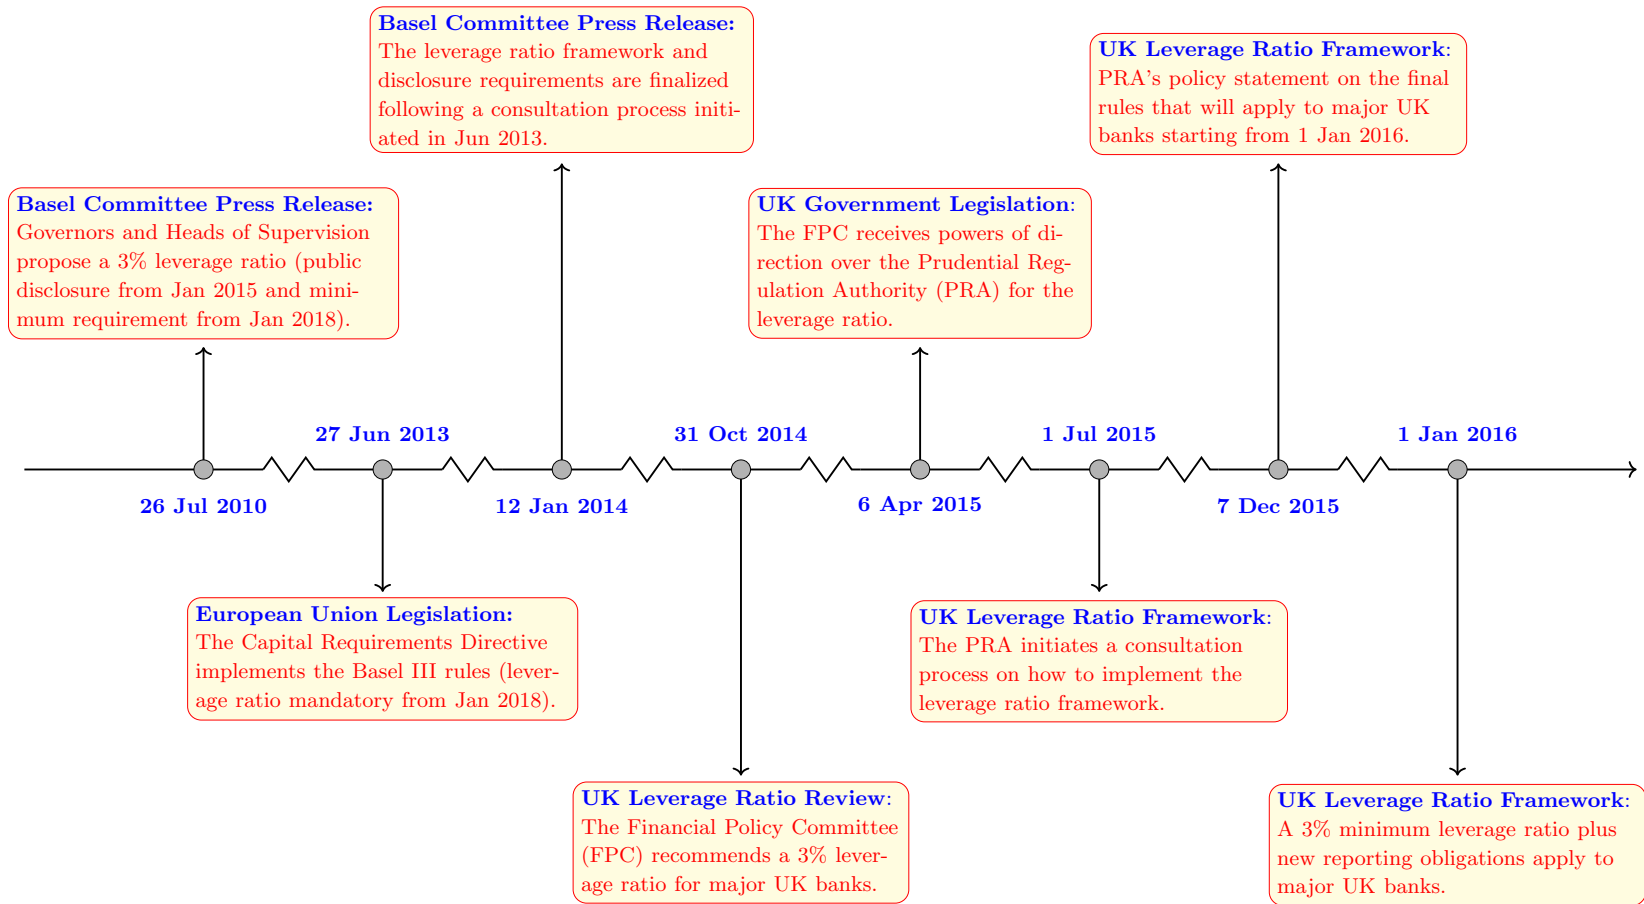 Basel Committee Press Release:
The leverage ratio framework and
disclosure requirements are finalized
following a consultation process initi-
ated in Jun 2013.
UK Leverage Ratio Framework:
PRA's policy statement on the final
rules that will apply to major UK
banks starting from 1 Jan 2016.
Basel Committee Press Release:
Governors and Heads of Supervision
propose a 3% leverage ratio (public
disclosure from Jan 2015 and mini-
mum requirement from Jan 2018).
UK Government Legislation:
The FPC receives powers of di-
rection over the Prudential Reg-
ulation Authority (PRA) for the
leverage ratio.
27 Jun 2013
31 Oct 2014
1 Jul 2015
1 Jan 2016
26 Jul 2010
12 Jan 2014
6 Apr 2015
7 Dec 2015
European Union Legislation:
The Capital Requirements Directive
implements the Basel III rules (lever-
age ratio mandatory from Jan 2018).
UK Leverage Ratio Framework:
The PRA initiates a consultation
process on how to implement the
leverage ratio framework.
UK Leverage Ratio Review:
The Financial Policy Committee
(FPC) recommends a 3% lever-
age ratio for major UK banks.
UK Leverage Ratio Framework:
A 3% minimum leverage ratio plus
new reporting obligations apply to
major UK banks.